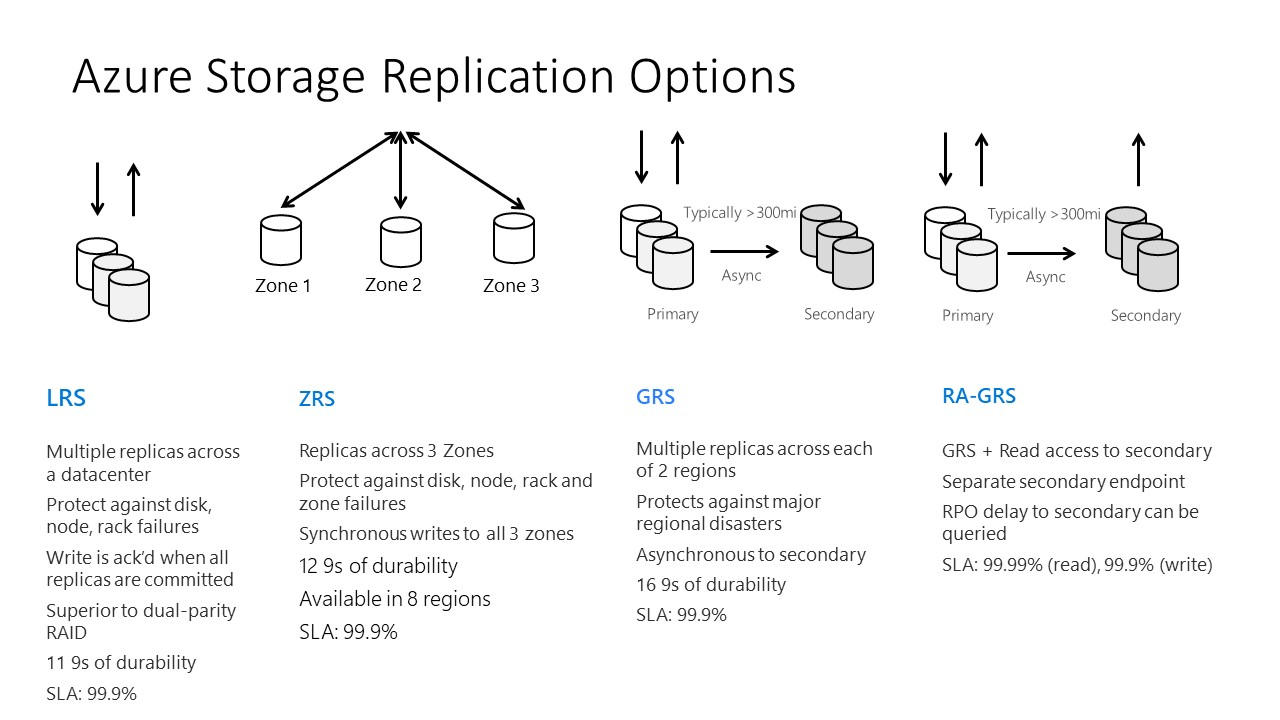 Azure Storage Replication Options
Zone 1
Zone 2
Zone 3
Typically >300mi
Async
Primary
Secondary
Typically >300mi
Async
Primary
Secondary
LRS
Multiple replicas across
a datacenter
Protect against disk,
node, rack failures
Write is ack’d when all
replicas are committed
Superior to dual-parity
RAID
11 9s of durability
SLA: 99.9%
ZRS
Replicas across 3 Zones
Protect against disk, node, rack and
zone failures
Synchronous writes to all 3 zones
12 9s of durability
Available in 8 regions
SLA: 99.9%
GRS
Multiple replicas across each
of 2 regions
Protects against major
regional disasters
Asynchronous to secondary
16 9s of durability
SLA: 99.9%
RA-GRS
GRS + Read access to secondary
Separate secondary endpoint
RPO delay to secondary can be
queried
SLA: 99.99% (read), 99.9% (write)